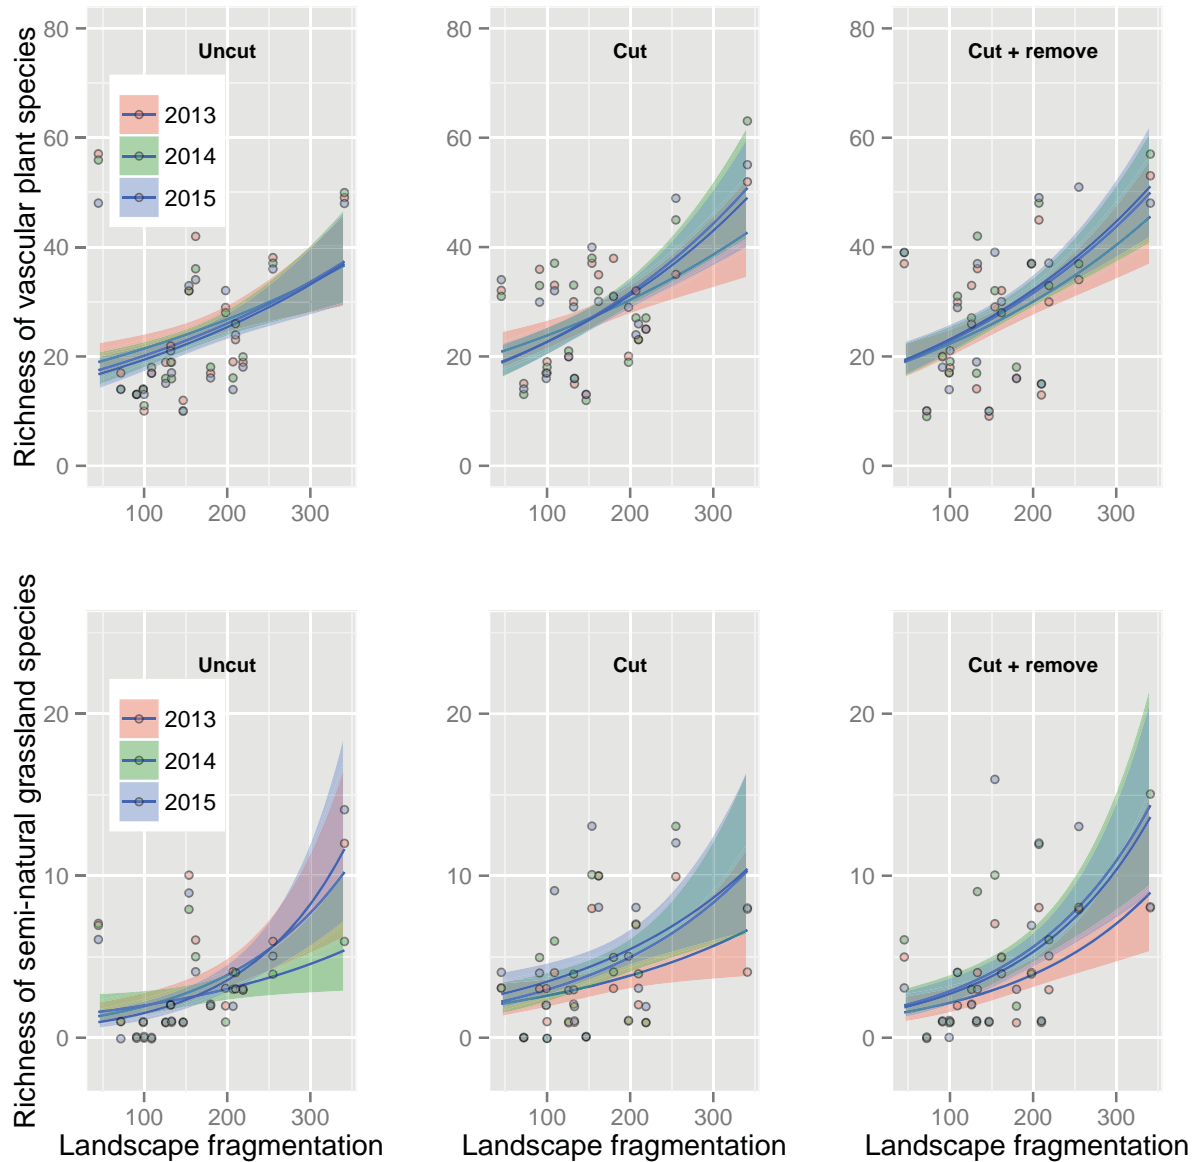 Richness of vascular plant species
Uncut
80
60
40
20
0
2013
2014
2015
100 200 300
Cut
80
60
40
20
0
100 200 300
Cut + remove
80
60
40
20
0
100 200 300
Richness of semi-natural grassland species
Uncut
20
10
0
2013
2014
2015
100 200 300
Landscape fragmentation
Cut
20
10
0
100 200 300
Landscape fragmentation
Cut + remove
20
10
0
100 200 300
Landscape fragmentation